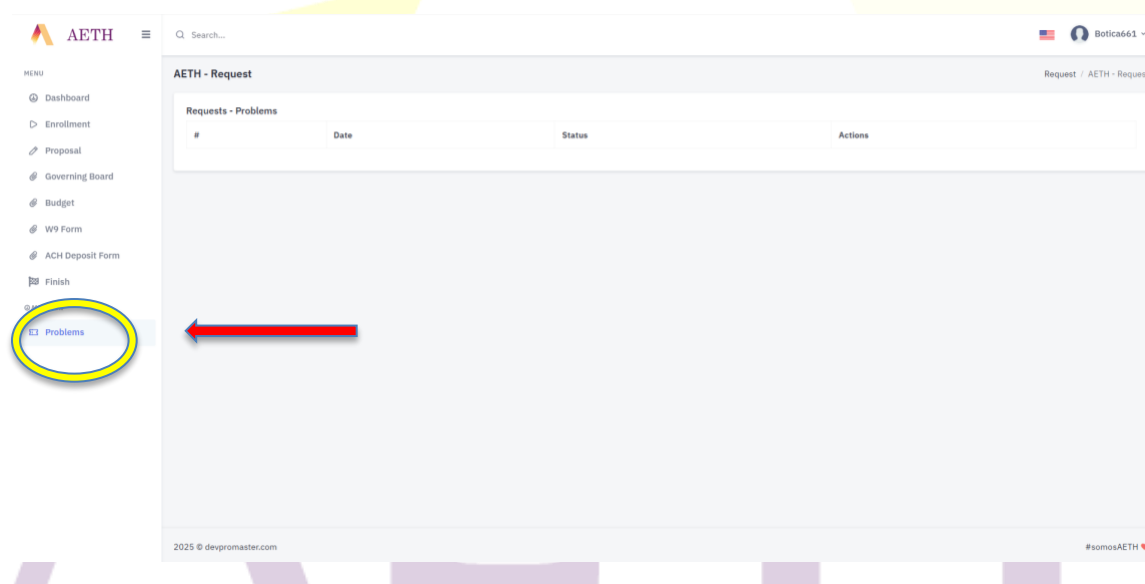 AETH
Search...
Botica661
MENU
AETH - Request
Request / AETH - Reques
Dashboard
Requests - Problems
Enrollment
# Date Status Actions
Proposal
Governing Board
Budget
W9 Form
ACH Deposit Form
Finish
Problems
2025 © devpromaster.com
#somosAETH